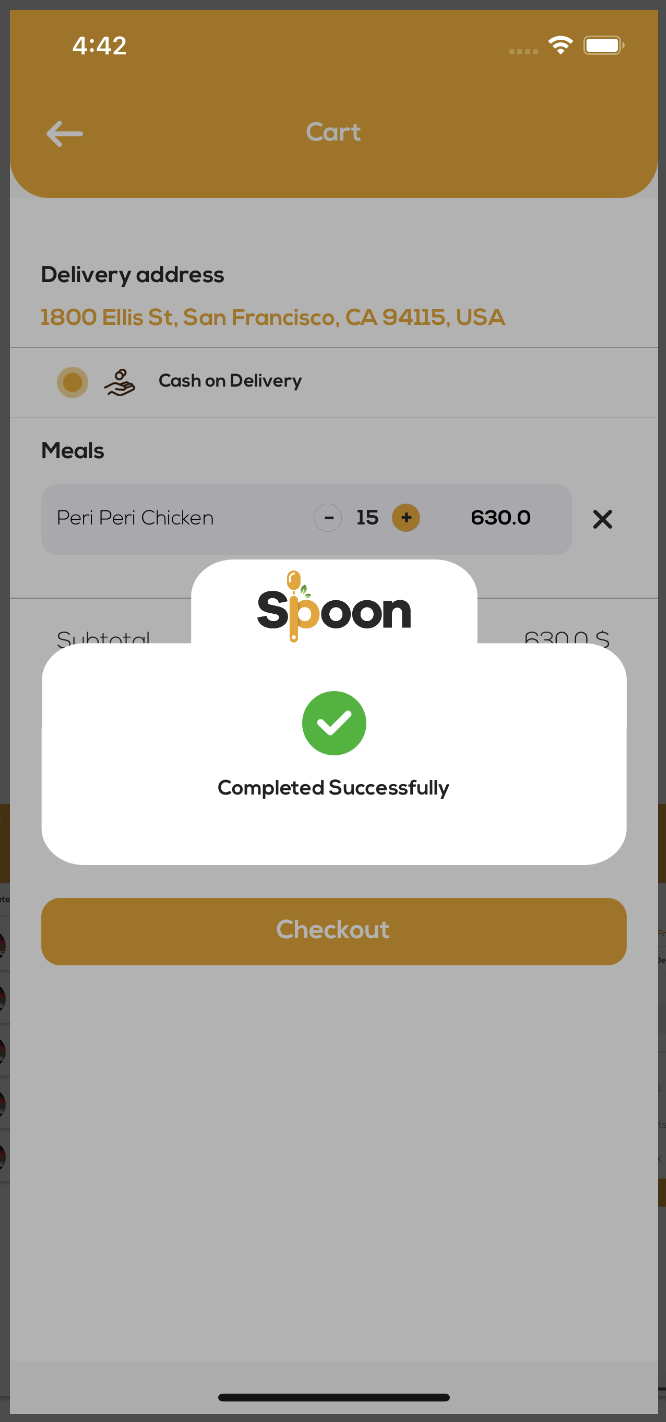 4:42
Cart
Delivery address
1800 Ellis St, San Francisco, CA 94115, USA
Cash on Delivery
Meals
Peri Peri Chicken - 15 + 630.0
Spoon
Subtotal 630.0 $
Completed Successfully
Checkout